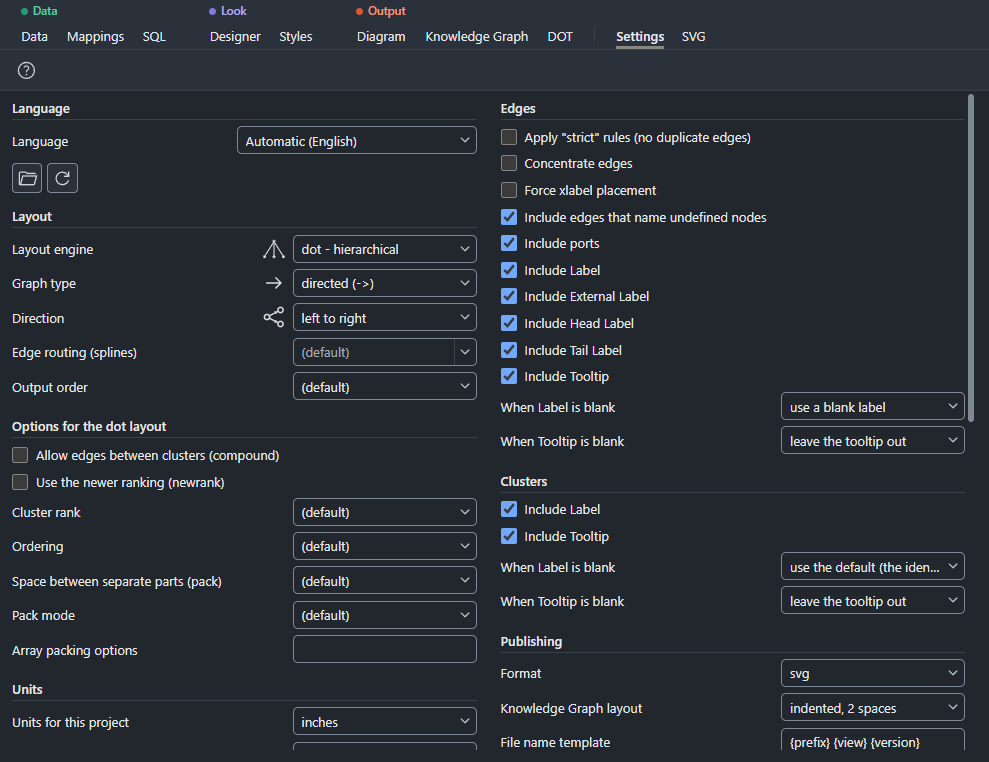 Data
Look
Output
Data Mappings SQL Designer Styles Diagram Knowledge Graph DOT Settings SVG
?
Language
Language Automatic (English)
Layout
Layout engine dot - hierarchical
Graph type directed (->)
Direction left to right
Edge routing (splines) (default)
Output order (default)
Options for the dot layout
Allow edges between clusters (compound)
Use the newer ranking (newrank)
Cluster rank (default)
Ordering (default)
Space between separate parts (pack) (default)
Pack mode (default)
Array packing options
Units
Units for this project inches
Edges
Apply "strict" rules (no duplicate edges)
Concentrate edges
Force xlabel placement
Include edges that name undefined nodes
Include ports
Include Label
Include External Label
Include Head Label
Include Tail Label
Include Tooltip
When Label is blank use a blank label
When Tooltip is blank leave the tooltip out
Clusters
Include Label
Include Tooltip
When Label is blank use the default (the iden...
When Tooltip is blank leave the tooltip out
Publishing
Format svg
Knowledge Graph layout indented, 2 spaces
File name template {prefix} {view} {version}